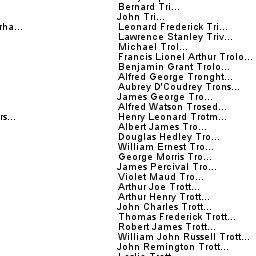 Bernard Tri...
John Tri...
rha...
Leonard Frederick Tri...
Lawrence Stanley Triv...
Michael Trol...
Francis Lionel Arthur Trolo...
Benjamin Grant Trolo...
Alfred George Tronght...
Aubrey D'Coudrey Trons...
James George Tro...
Alfred Watson Trosed...
rs...
Henry Leonard Trotm...
Albert James Tro...
Douglas Hedley Tro...
William Ernest Tro...
George Morris Tro...
James Percival Tro...
Violet Maud Tro...
Arthur Joe Trott...
Arthur Henry Trott...
John Charles Trott...
Thomas Frederick Trott...
Robert James Trott...
William John Russell Trott...
John Remington Trott...
Leslie Trott